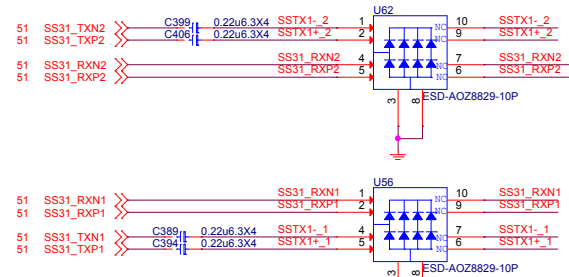 U62
51 SS31_TXN2 C399 0.22u6.3X4 SSTX1-_2 1 10 SSTX1-_2
51 SS31_TXP2 C406 0.22u6.3X4 SSTX1+_2 2 NC 9 SSTX1+_2
NC
51 SS31_RXN2 SS31_RXN2 4 7 SS31_RXN2
51 SS31_RXP2 SS31_RXP2 5 NC 6 SS31_RXP2
NC
ESD-AOZ8829-10P
3 8
U56
51 SS31_RXN1 SS31_RXN1 1 10 SS31_RXN1
51 SS31_RXP1 SS31_RXP1 2 NC 9 SS31_RXP1
NC
51 SS31_TXN1 C389 0.22u6.3X4 SSTX1-_1 4 7 SSTX1-_1
51 SS31_TXP1 C394 0.22u6.3X4 SSTX1+_1 5 NC 6 SSTX1+_1
NC
ESD-AOZ8829-10P
3 8